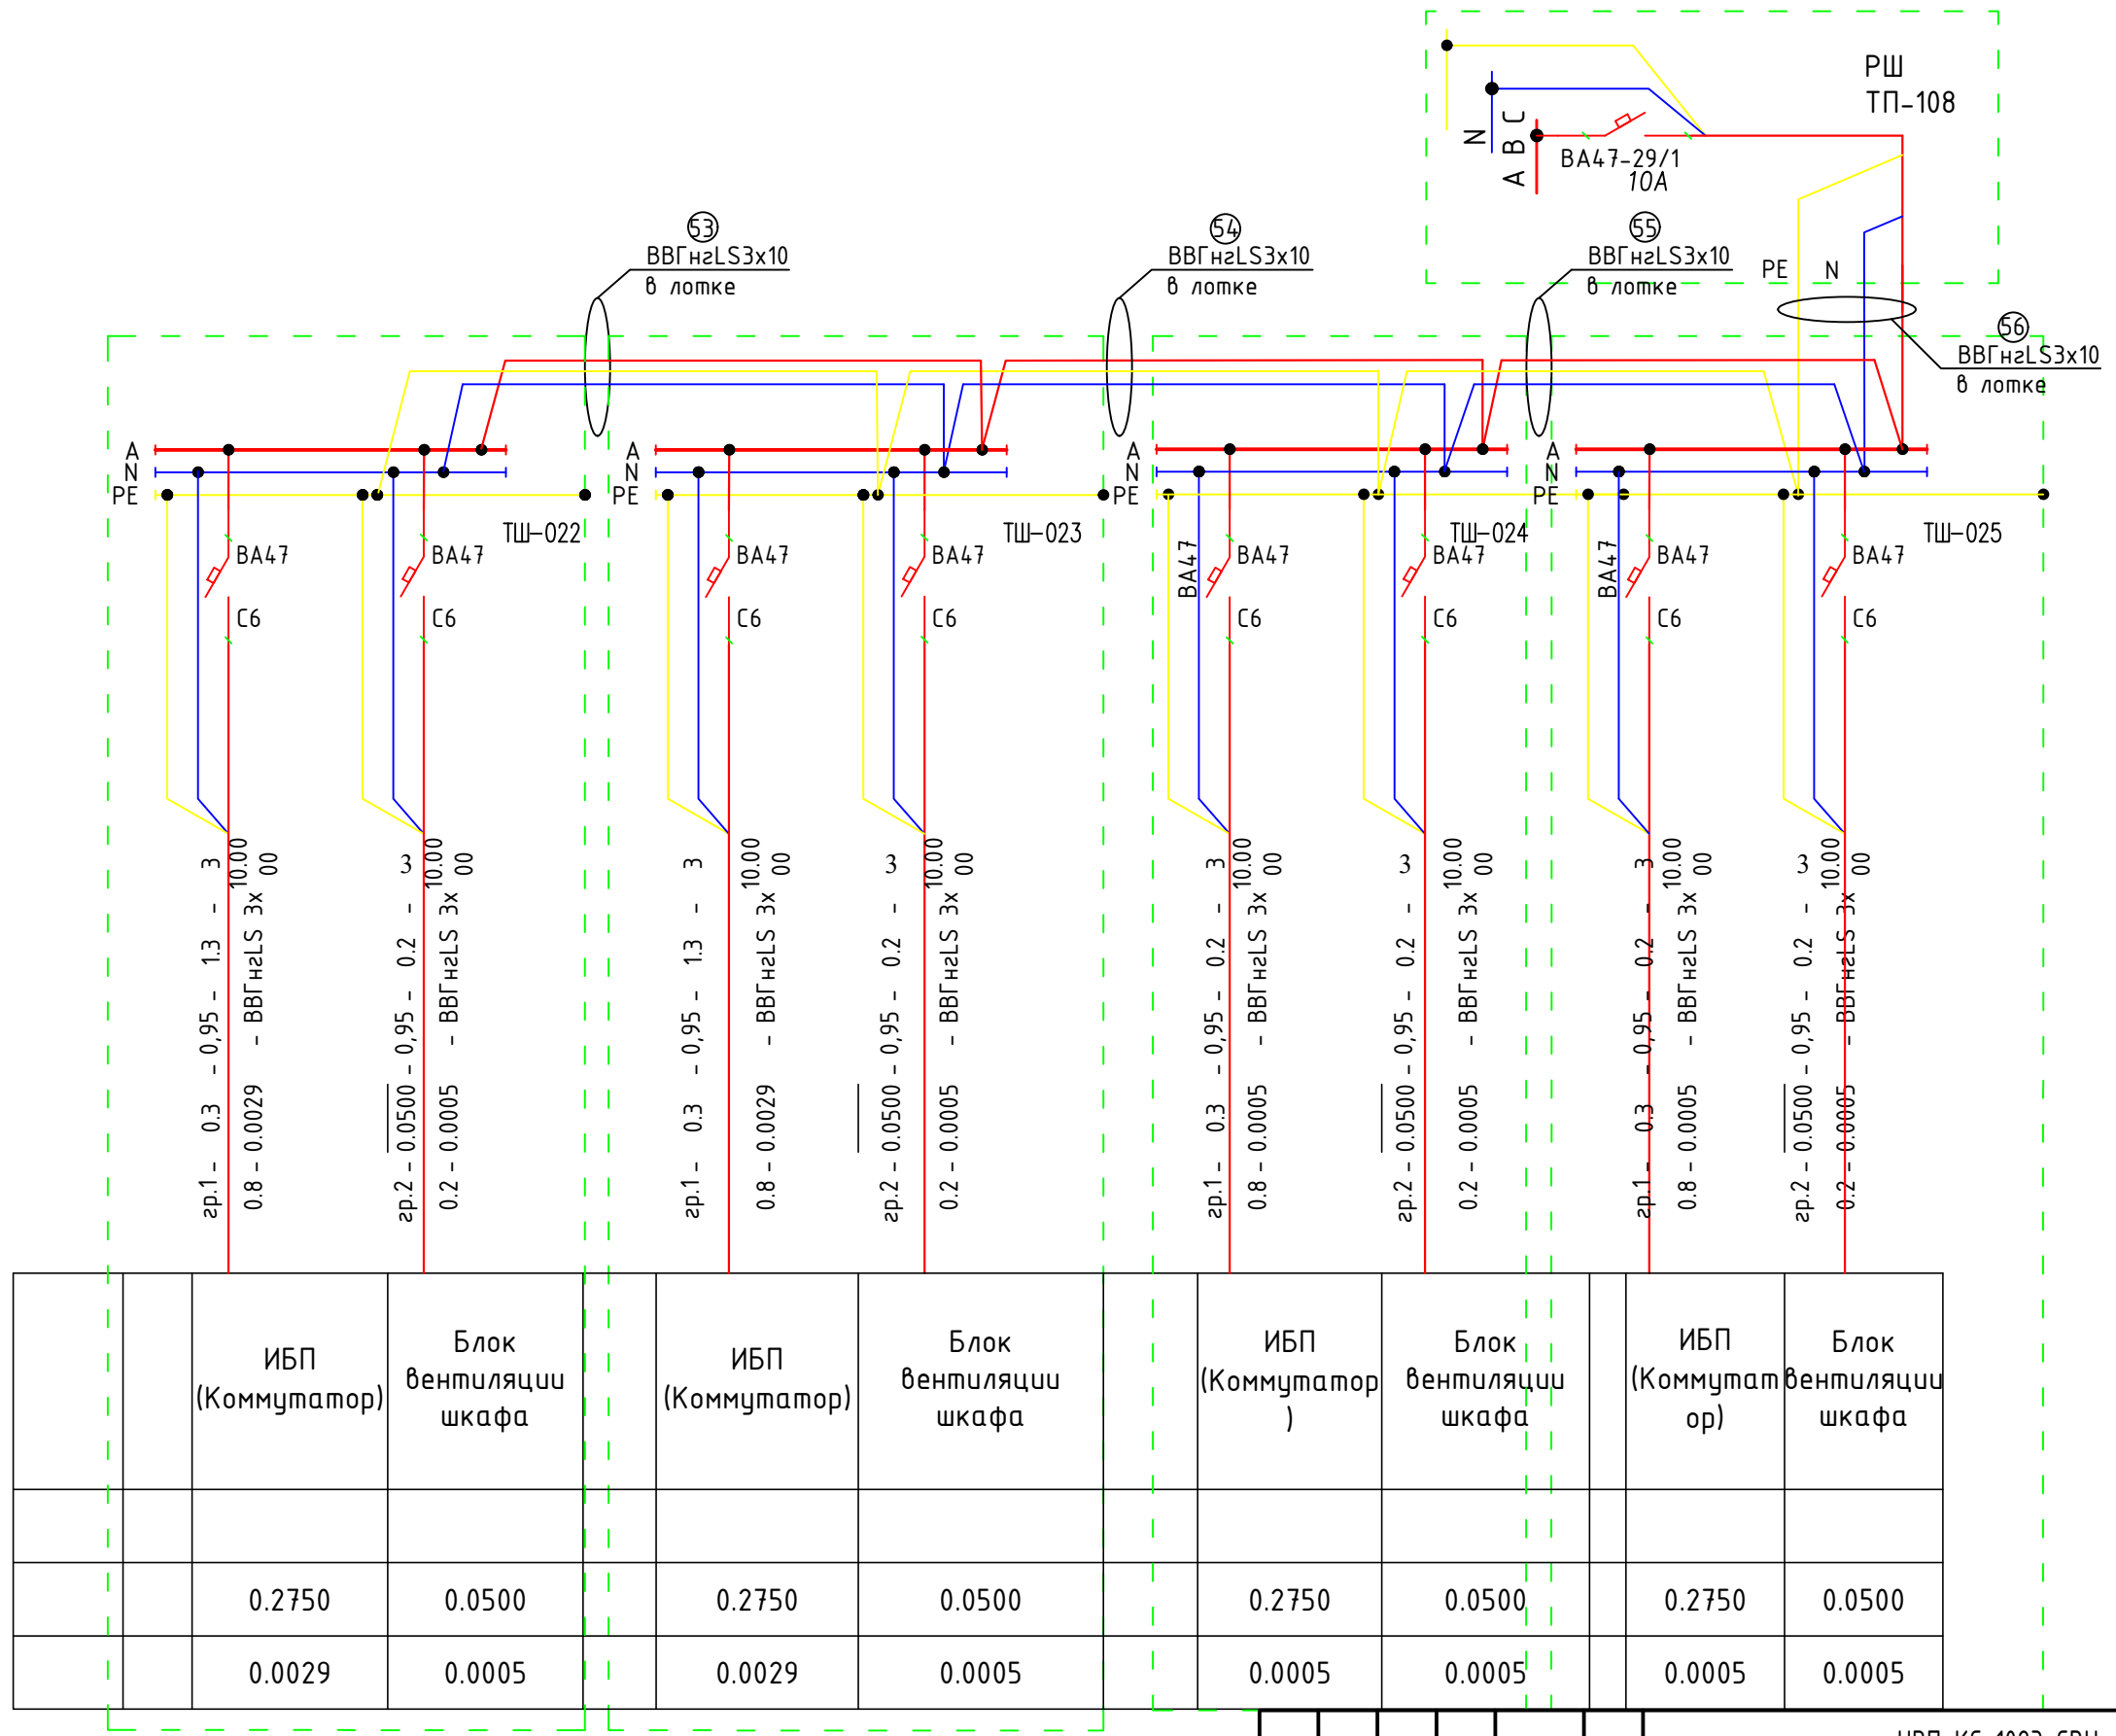 РШ
ТП-108
N
A B C
ВА47-29/1
10А
PE N
53
ВВГнгLS3х10
в лотке
54
ВВГнгLS3х10
в лотке
55
ВВГнгLS3х10
в лотке
56
ВВГнгLS3х10
в лотке
A
N
PE
ТШ-022
ВА47
С6
ВА47
С6
A
N
PE
ТШ-023
ВА47
С6
ВА47
С6
A
N
PE
ТШ-024
ВА47
ВА47
С6
ВА47
С6
A
N
PE
ТШ-025
ВА47
ВА47
С6
ВА47
С6
гр.1 - 0.3 - 0,95 - 1.3 - 3
0.8 - 0.0029 - ВВГнгLS 3х 10.00
00
гр.2 - 0.0500 - 0,95 - 0.2 - 3
0.2 - 0.0005 - ВВГнгLS 3х 10.00
00
гр.1 - 0.3 - 0,95 - 1.3 - 3
0.8 - 0.0029 - ВВГнгLS 3х 10.00
00
гр.2 - 0.0500 - 0,95 - 0.2 - 3
0.2 - 0.0005 - ВВГнгLS 3х 10.00
00
гр.1 - 0.3 - 0,95 - 0.2 - 3
0.8 - 0.0005 - ВВГнгLS 3х 10.00
00
гр.2 - 0.0500 - 0,95 - 0.2 - 3
0.2 - 0.0005 - ВВГнгLS 3х 10.00
00
гр.1 - 0.3 - 0,95 - 0.2 - 3
0.8 - 0.0005 - ВВГнгLS 3х 10.00
00
гр.2 - 0.0500 - 0,95 - 0.2 - 3
0.2 - 0.0005 - ВВГнгLS 3х 10.00
00
ИБП
(Коммутатор)
Блок
вентиляции
шкафа
ИБП
(Коммутатор)
Блок
вентиляции
шкафа
ИБП
(Коммутатор
)
Блок
вентиляции
шкафа
ИБП
(Коммутат
ор)
Блок
вентиляции
шкафа
0.2750 0.0500 0.2750 0.0500 0.2750 0.0500 0.2750 0.0500
0.0029 0.0005 0.0029 0.0005 0.0005 0.0005 0.0005 0.0005